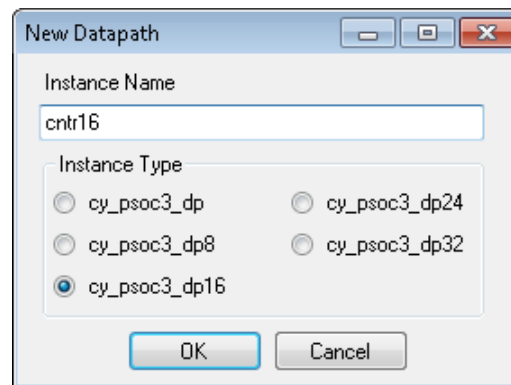 New Datapath
Instance Name
cntr16
Instance Type
cy_psoc3_dp cy_psoc3_dp24
cy_psoc3_dp8 cy_psoc3_dp32
cy_psoc3_dp16
OK Cancel